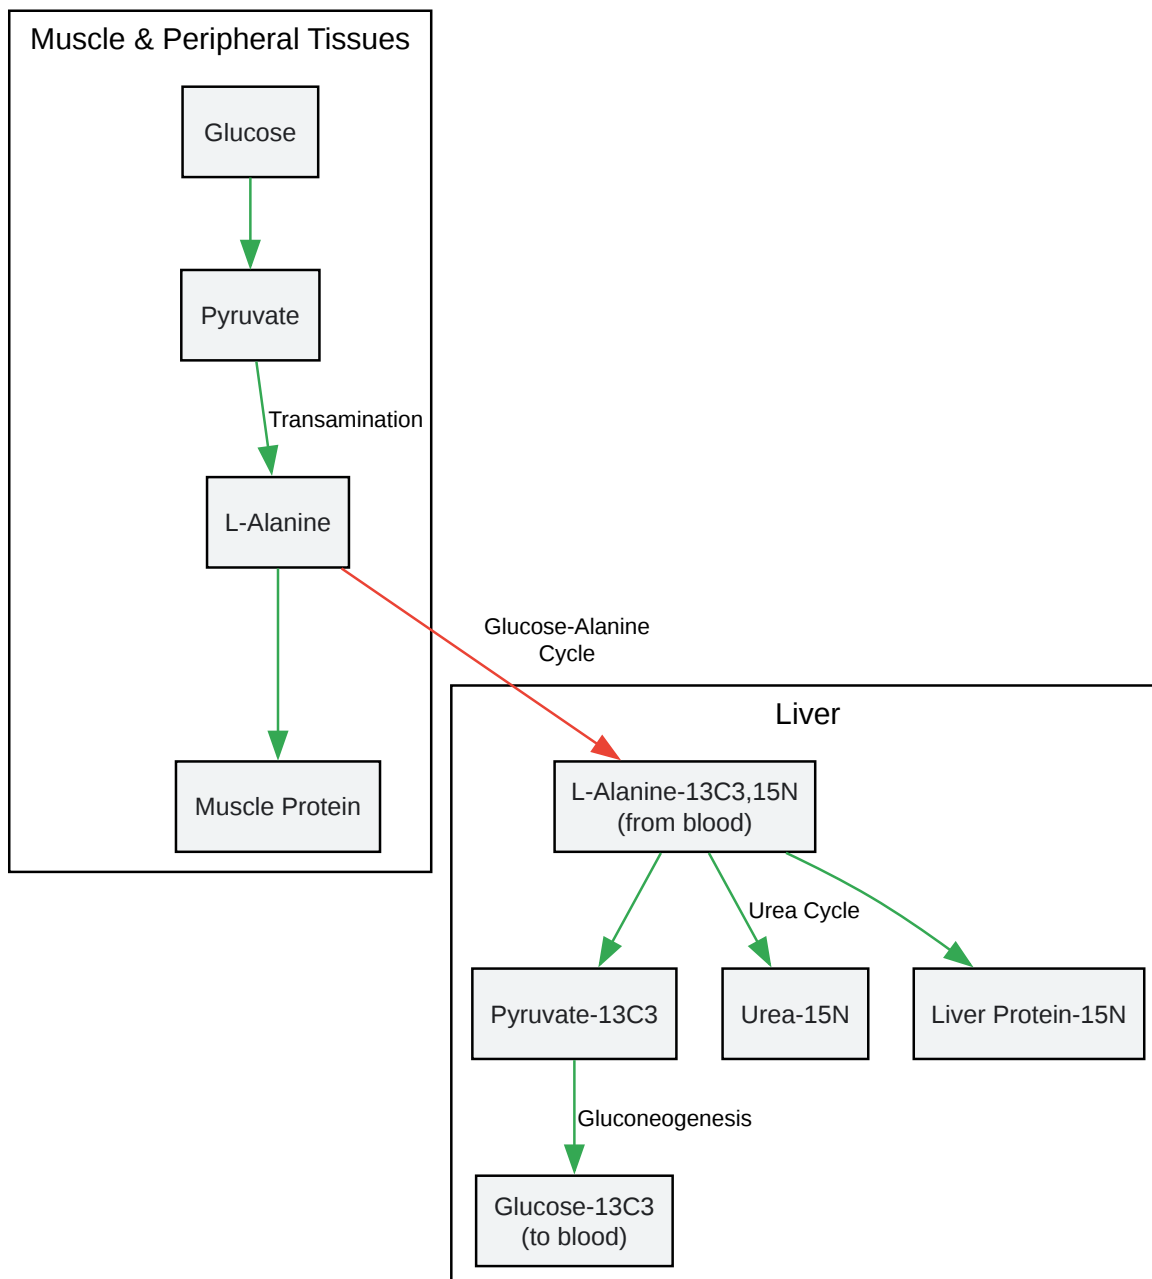 Muscle & Peripheral Tissues
Glucose
Pyruvate
Transamination
L-Alanine
Glucose-Alanine
Cycle
Muscle Protein
Liver
L-Alanine-13C3,15N
(from blood)
Urea Cycle
Pyruvate-13C3
Urea-15N
Liver Protein-15N
Gluconeogenesis
Glucose-13C3
(to blood)